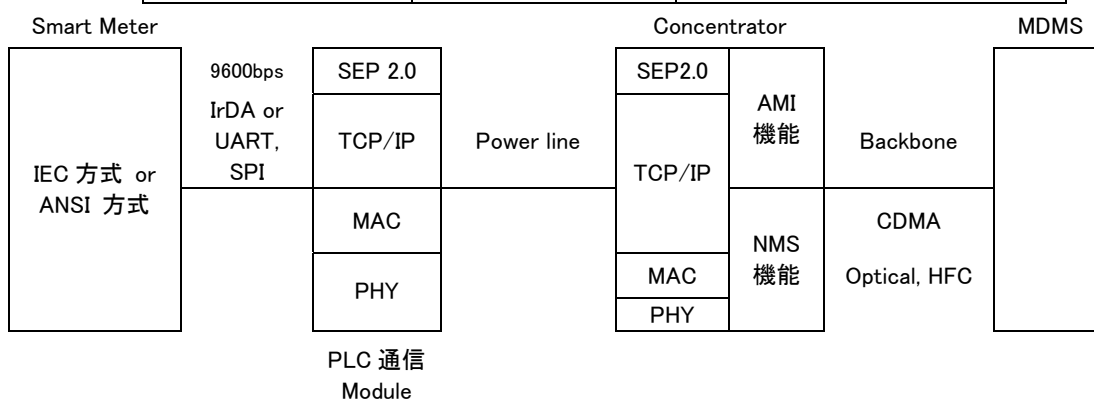 Smart Meter
Concentrator
MDMS
IEC 方式 or
ANSI 方式
9600bps
IrDA or
UART,
SPI
SEP 2.0
TCP/IP
MAC
PHY
PLC 通信
Module
Power line
SEP2.0
TCP/IP
MAC
PHY
AMI
機能
NMS
機能
Backbone
CDMA
Optical, HFC